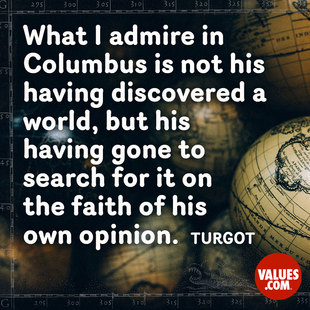 What I admire in
Columbus is not his
having discovered a
world, but his
having gone to
search for it on
the faith of his
own opinion. TURGOT
VALUES
.COM